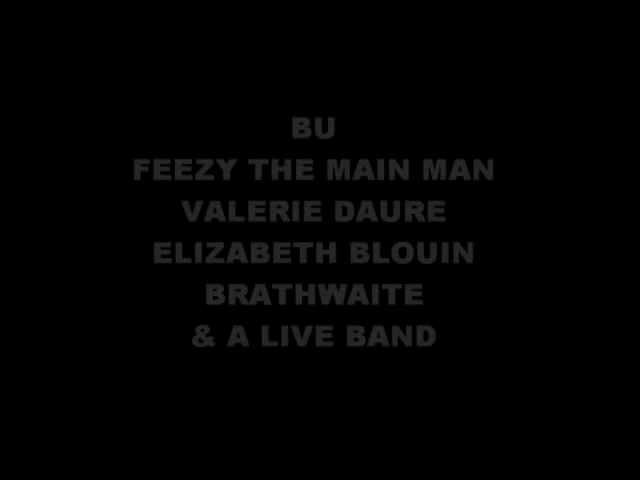 BU
FEEZY THE MAIN MAN
VALERIE DAURE
ELIZABETH BLOUIN
BRATHWAITE
& A LIVE BAND